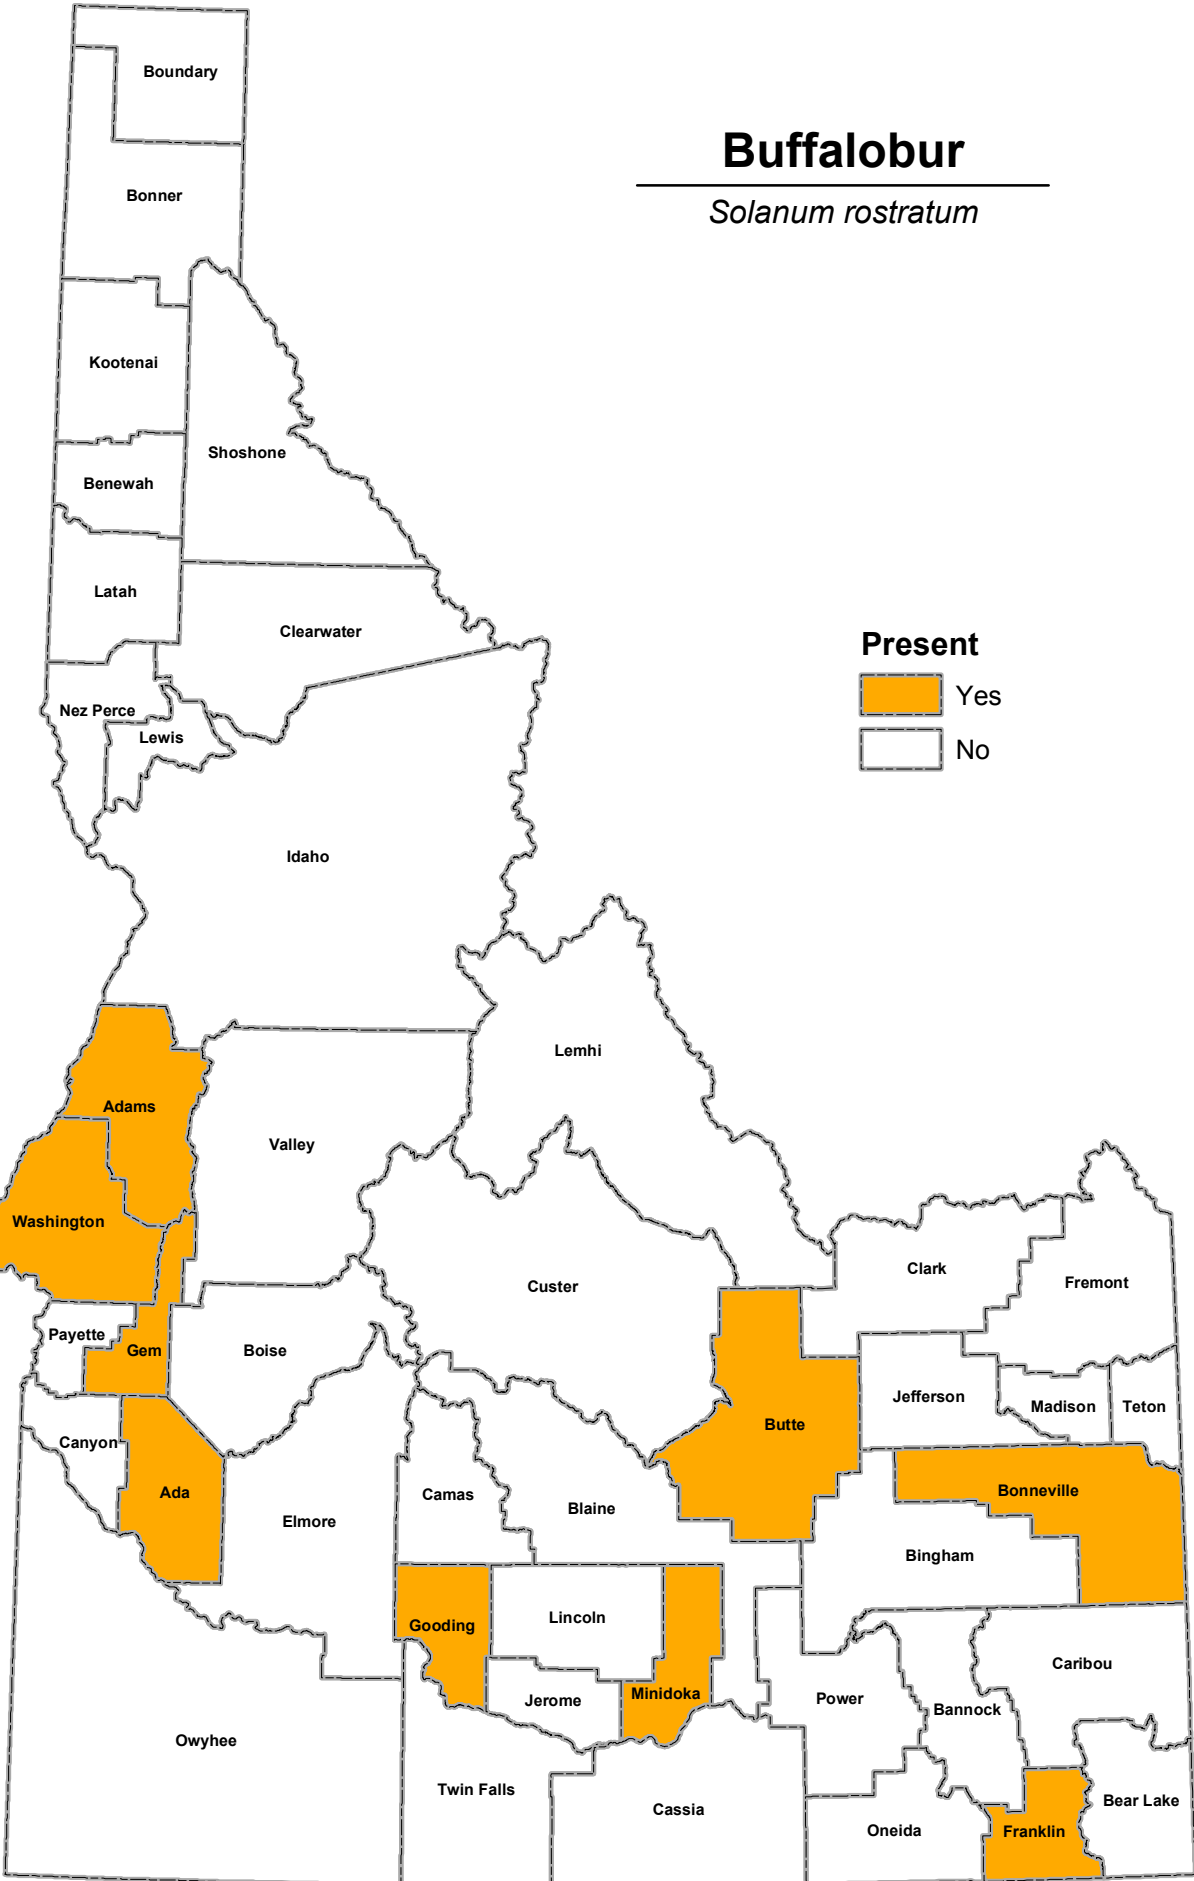 Boundary
Buffalobur
Solanum rostratum
Bonner
Kootenai
Shoshone
Benewah
Latah
Clearwater
Present
Yes
No
Nez Perce
Lewis
Idaho
Lemhi
Adams
Valley
Washington
Custer
Clark
Fremont
Payette
Gem
Boise
Jefferson
Madison
Teton
Butte
Canyon
Ada
Camas
Blaine
Bonneville
Elmore
Bingham
Gooding
Lincoln
Caribou
Minidoka
Jerome
Power
Bannock
Owyhee
Twin Falls
Cassia
Bear Lake
Oneida
Franklin